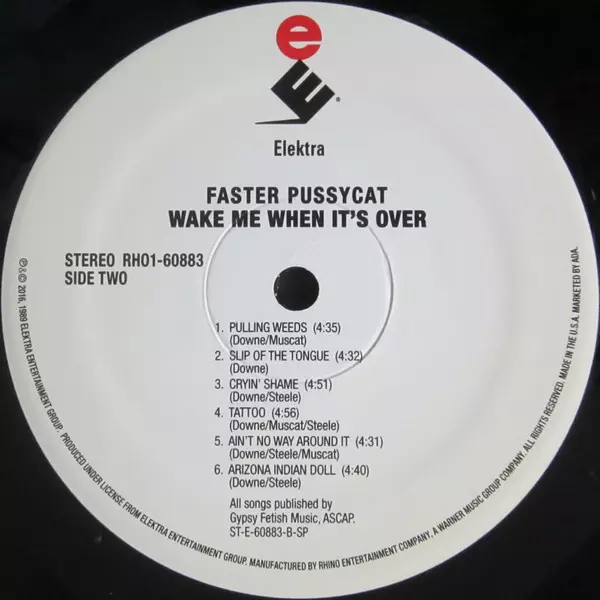 e
E®
Elektra
FASTER PUSSYCAT
WAKE ME WHEN IT'S OVER
STEREO RH01-60883
SIDE TWO
1. PULLING WEEDS (4:35)
(Downe/Muscat)
2. SLIP OF THE TONGUE (4:32)
(Downe)
3. CRYIN' SHAME (4:51)
(Downe/Steele)
4. TATTOO (4:56)
(Downe/Muscat/Steele)
5. AIN'T NO WAY AROUND IT (4:31)
(Downe/Steele/Muscat)
6. ARIZONA INDIAN DOLL (4:40)
(Downe/Steele)
All songs published by
Gypsy Fetish Music, ASCAP.
ST-E-60883-B-SP
℗&© 2016, 1989 ELEKTRA ENTERTAINMENT GROUP. PRODUCED UNDER LICENSE FROM ELEKTRA ENTERTAINMENT GROUP. MANUFACTURED BY RHINO ENTERTAINMENT COMPANY, A WARNER MUSIC GROUP COMPANY. ALL RIGHTS RESERVED. MADE IN THE U.S.A. MARKETED BY ADA.